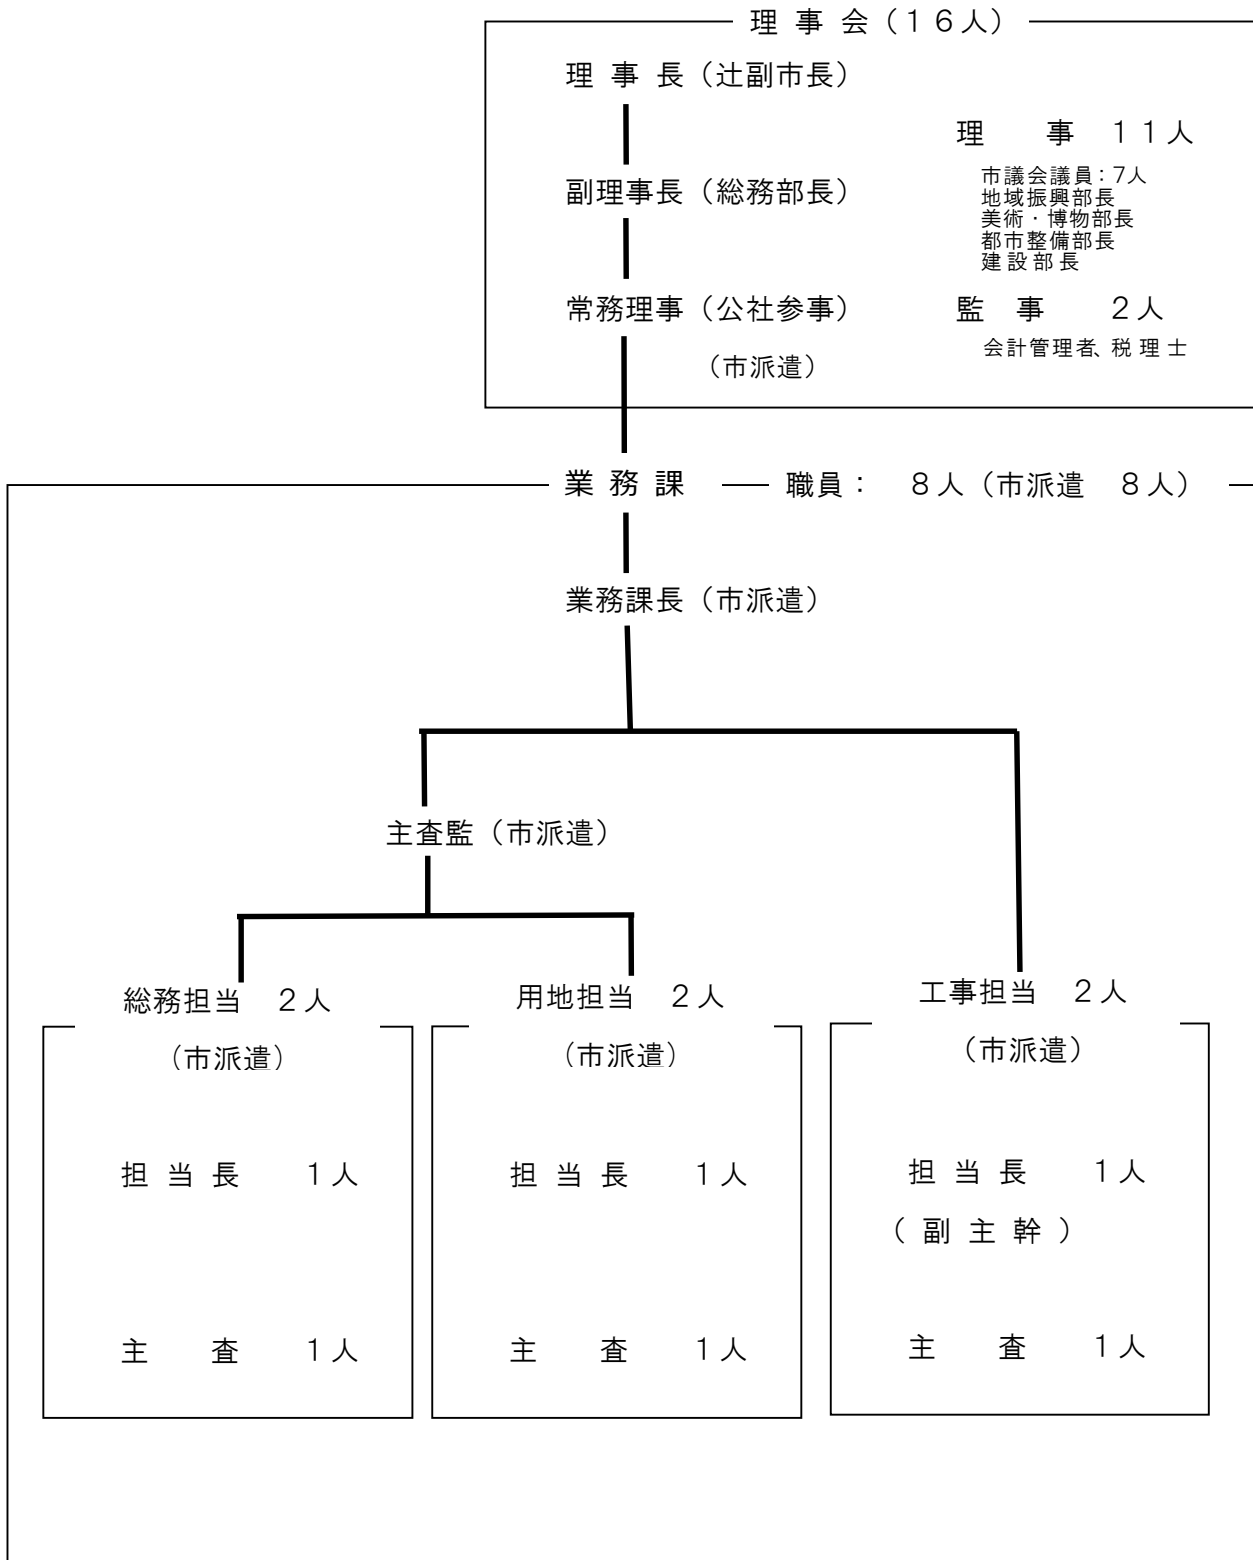 理 事 会（１６人）
理 事 長（辻副市長）
理　　事　１１人
市議会議員：7人
地域振興部長
美術・博物部長
都市整備部長
建設部長
副理事長（総務部長）
常務理事（公社参事）
（市派遣）
監　事　　２人
会計管理者、税理士
業 務 課　職員：　８人（市派遣　８人）
業務課長（市派遣）
主査監（市派遣）
総務担当　２人
（市派遣）
担 当 長　　１人
主　　査　　１人
用地担当　２人
（市派遣）
担 当 長　　１人
主　　査　　１人
工事担当　２人
（市派遣）
担 当 長　　１人
（ 副 主 幹 ）
主　　査　　１人